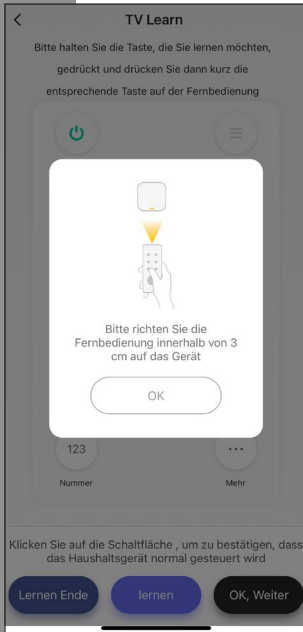 TV Learn
Bitte halten Sie die Taste, die Sie lernen möchten,
gedrückt und drücken Sie dann kurz die
entsprechende Taste auf der Fernbedienung
Bitte richten Sie die
Fernbedienung innerhalb von 3
cm auf das Gerät
OK
123
Nummer
Mehr
Klicken Sie auf die Schaltfläche , um zu bestätigen, dass
das Haushaltsgerät normal gesteuert wird
Lernen Ende
lernen
OK, Weiter